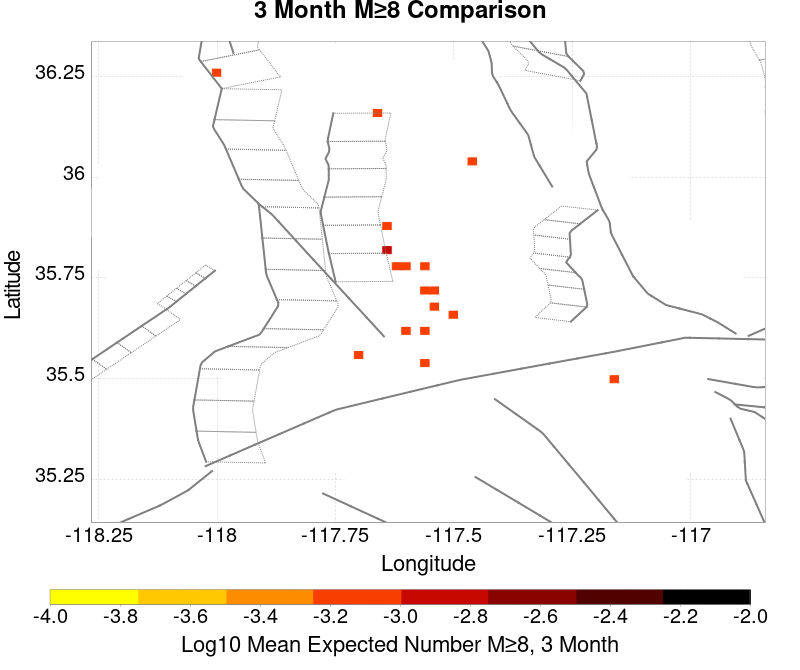 3 Month M≥8 Comparison
36.25
36
35.75
35.5
35.25
Latitude
-118.25 -118 -117.75 -117.5 -117.25 -117
Longitude
-4.0 -3.8 -3.6 -3.4 -3.2 -3.0 -2.8 -2.6 -2.4 -2.2 -2.0
Log10 Mean Expected Number M≥8, 3 Month